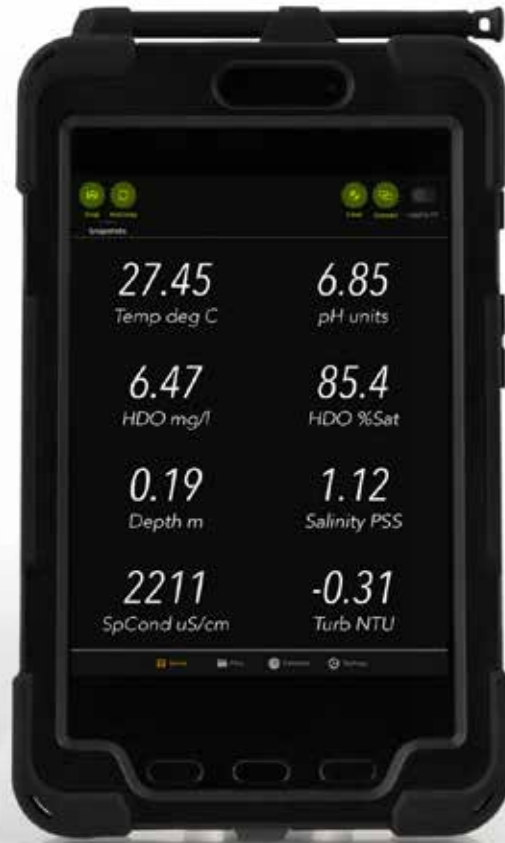 Snapshots
27.45 6.85
Temp deg C pH units
6.47 85.4
HDO mg/l HDO %Sat
0.19 1.12
Depth m Salinity PSS
2211 -0.31
SpCond uS/cm Turb NTU